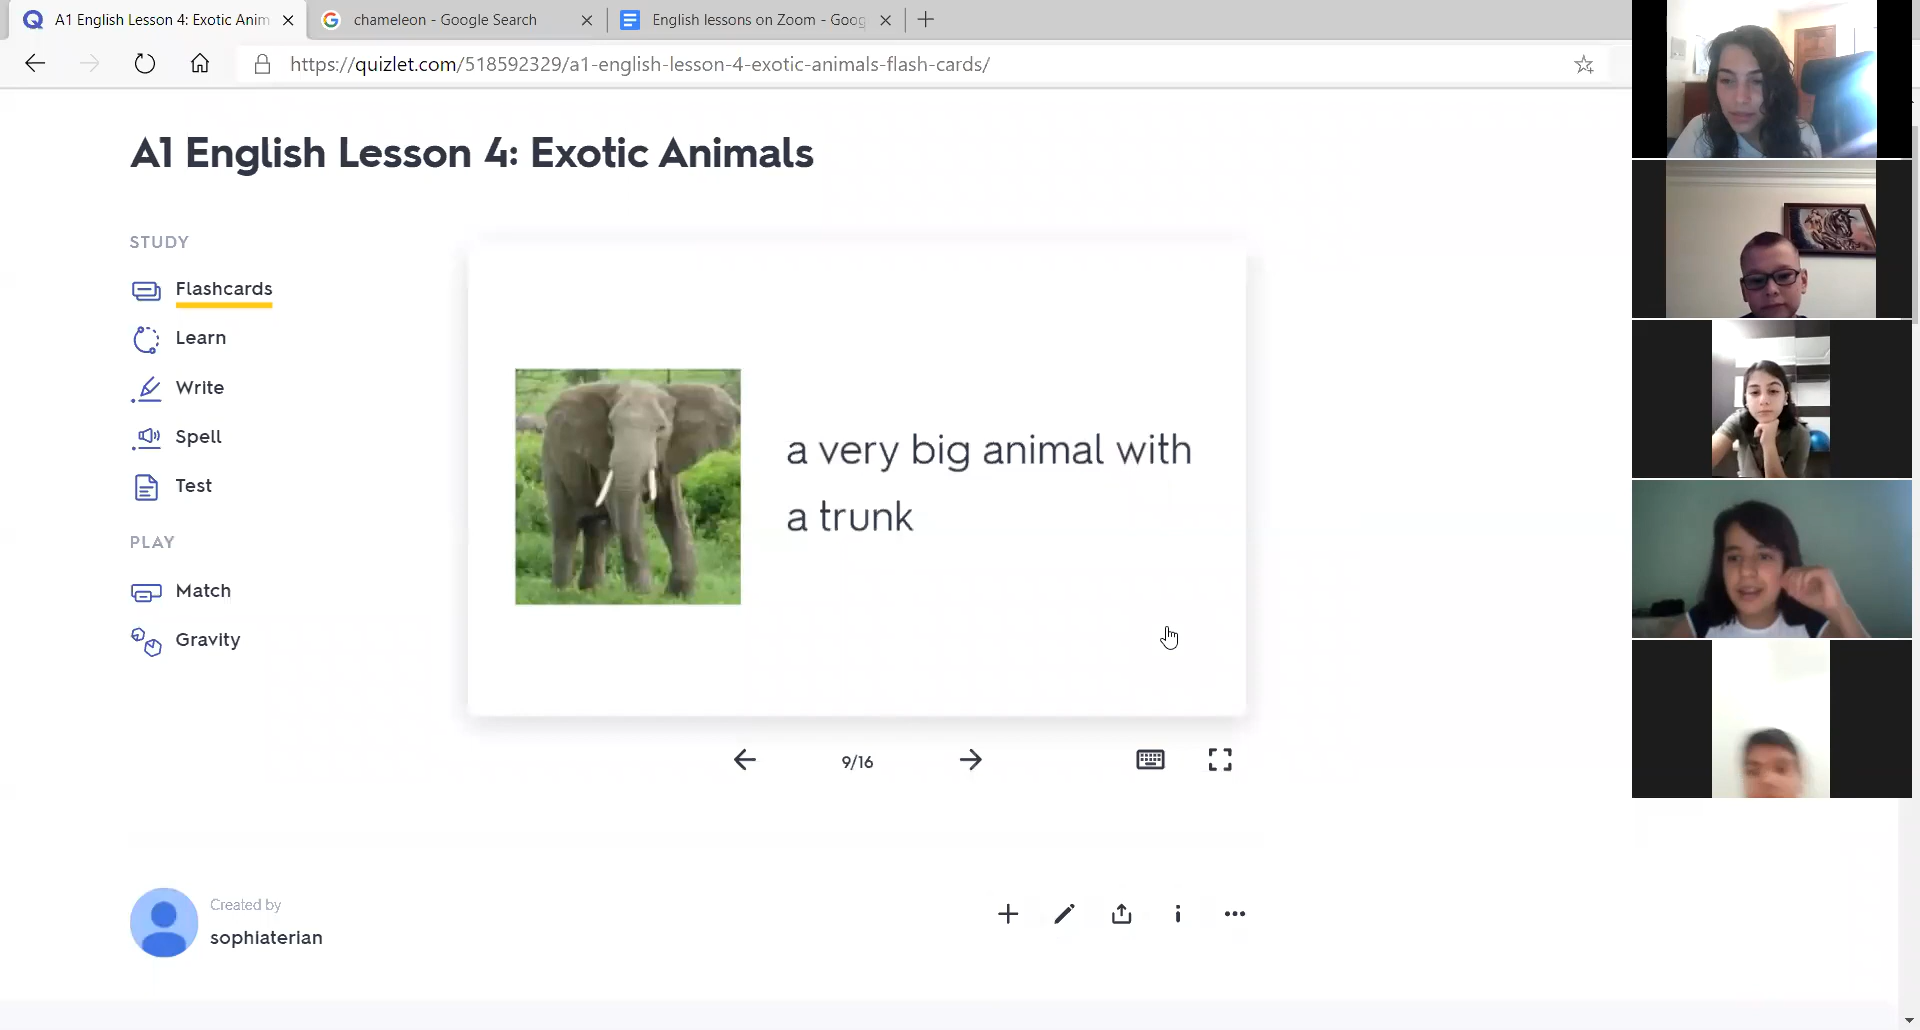 A1 English Lesson 4: Exotic Anim
chameleon - Google Search
English lessons on Zoom - Goog
https://quizlet.com/518592329/a1-english-lesson-4-exotic-animals-flash-cards/
A1 English Lesson 4: Exotic Animals
STUDY
Flashcards
Learn
Write
Spell
Test
PLAY
Match
Gravity
a very big animal with
a trunk
9/16
Created by
sophiaterian